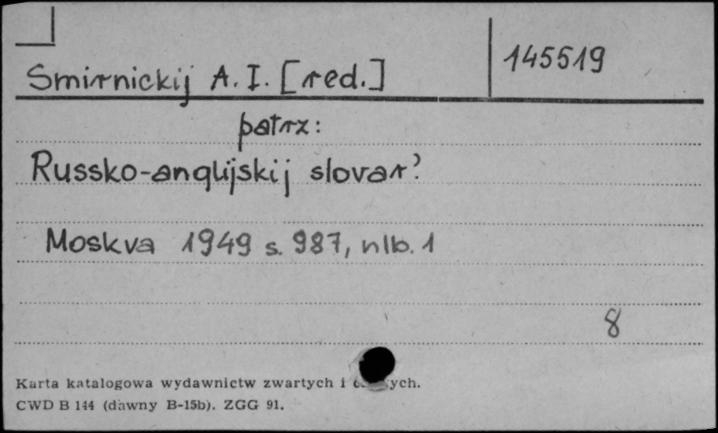 Smirnickij A. I. [red.]
145519
patrz:
Russko-anglijskij slovar'
Moskva 1949 s. 987, nlb. 1
8
Karta katalogowa wydawnictw zwartych i
CWD B 144 (dawny B-15b). ZGG 91.